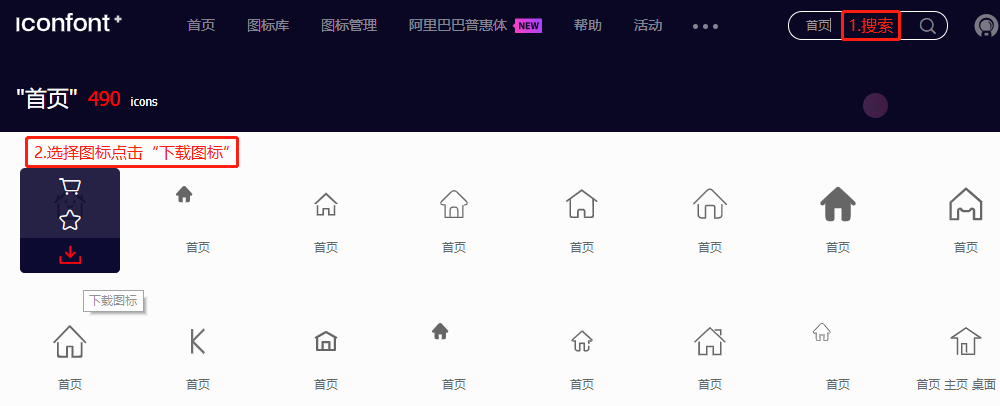 iconfont+ 首页 图标库 图标管理 阿里巴巴普惠体 NEW 帮助 活动 首页 1.搜索
"首页" 490 icons
2.选择图标点击“下载图标”
首页 首页 首页 首页 首页 首页 首页
下载图标
首页 首页 首页 首页 首页 首页 首页 首页 主页 桌面